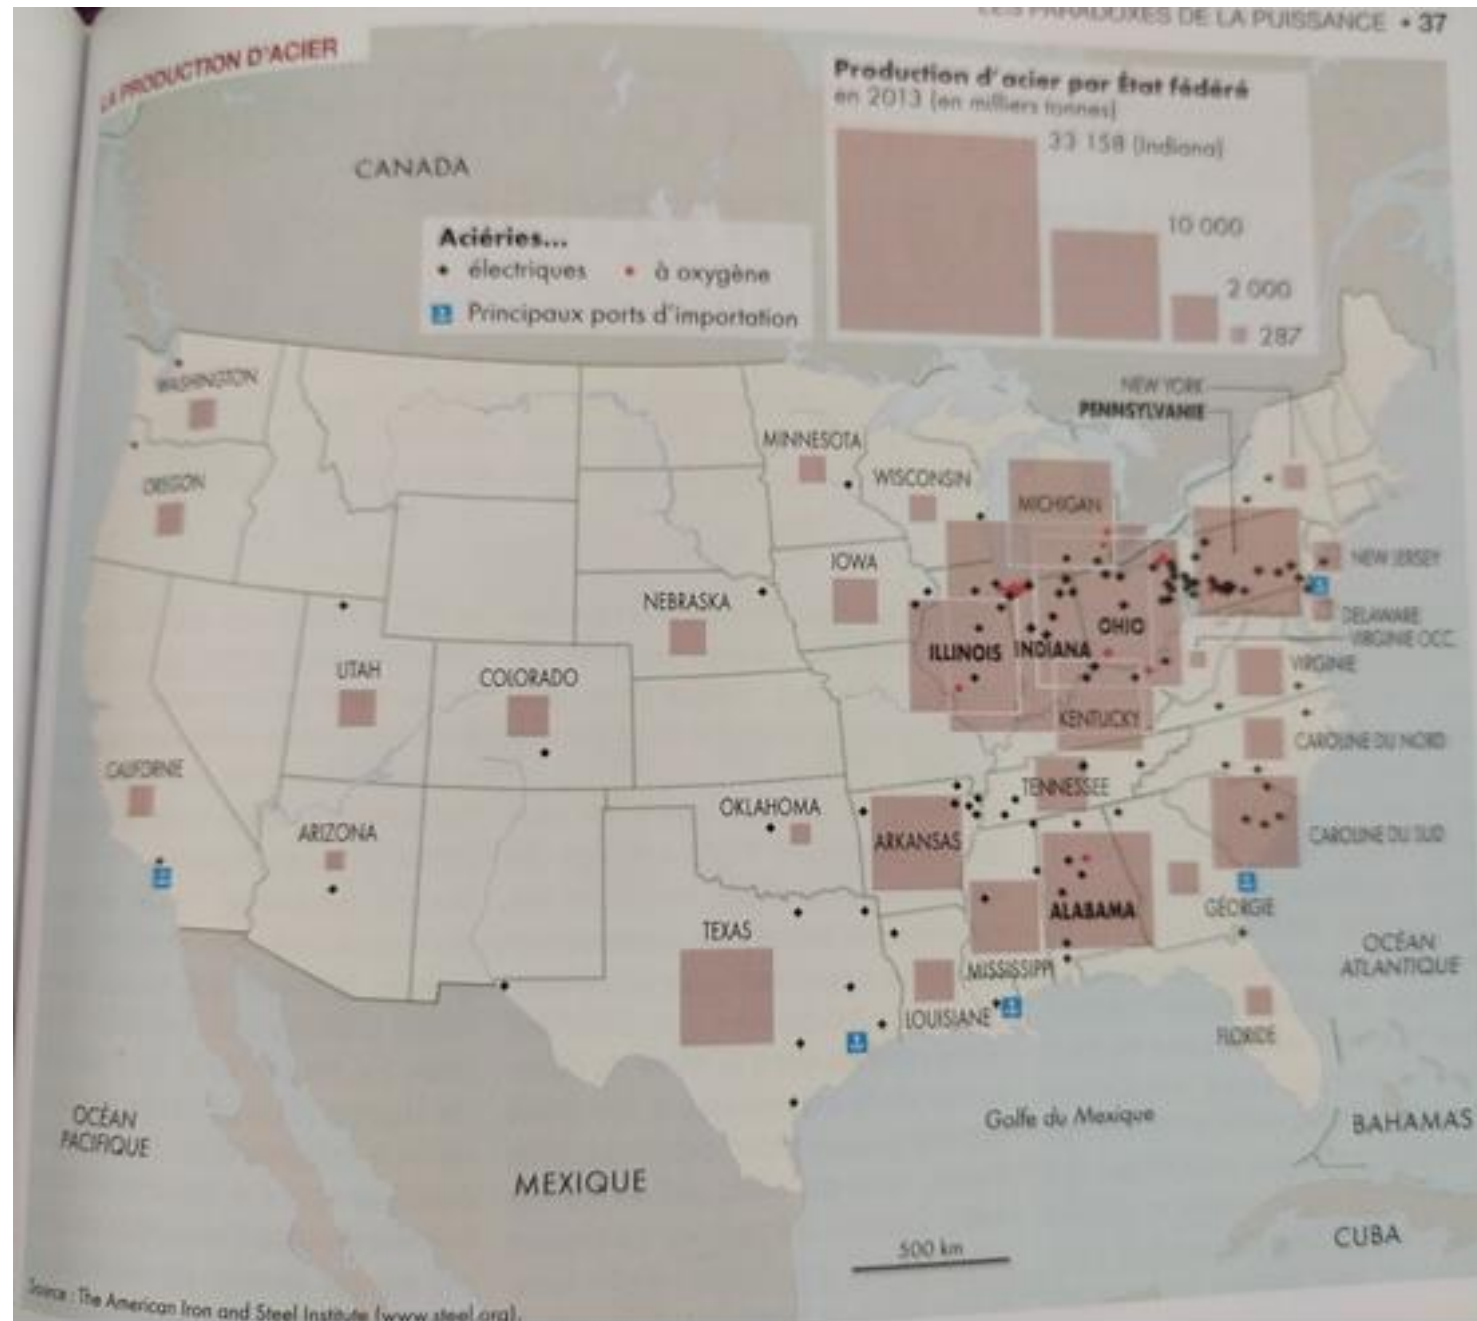 LES PARADOXES DE LA PUISSANCE • 37
LA PRODUCTION D'ACIER
Production d'acier par État fédéré
en 2013 (en milliers tonnes)
33 158 (Indiana)
10 000
2 000
287
CANADA
Aciéries...
électriques
à oxygène
Principaux ports d'importation
WASHINGTON
OREGON
MINNESOTA
WISCONSIN
MICHIGAN
NEW YORK
PENNSYLVANIE
NEW JERSEY
DELAWARE
VIRGINIE OCC.
VIRGINIE
IOWA
NEBRASKA
ILLINOIS
INDIANA
OHIO
UTAH
COLORADO
KENTUCKY
CAROLINE DU NORD
CALIFORNIE
ARIZONA
OKLAHOMA
TENNESSEE
ARKANSAS
CAROLINE DU SUD
ALABAMA
GÉORGIE
TEXAS
MISSISSIPPI
LOUISIANE
FLORIDE
OCÉAN
ATLANTIQUE
OCÉAN
PACIFIQUE
Golfe du Mexique
BAHAMAS
MEXIQUE
CUBA
500 km
Source : The American Iron and Steel Institute (www.steel.org).